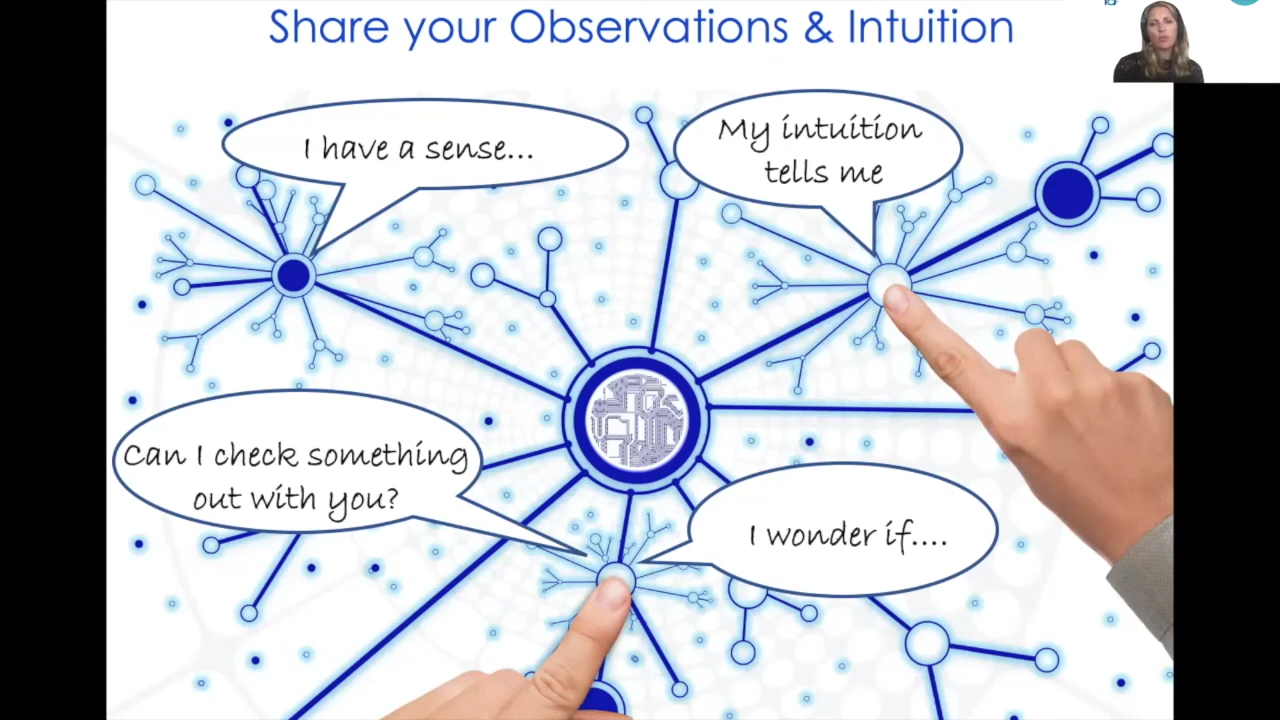 Share your Observations & Intuition
I have a sense...
My intuition
tells me
Can I check something
out with you?
I wonder if....